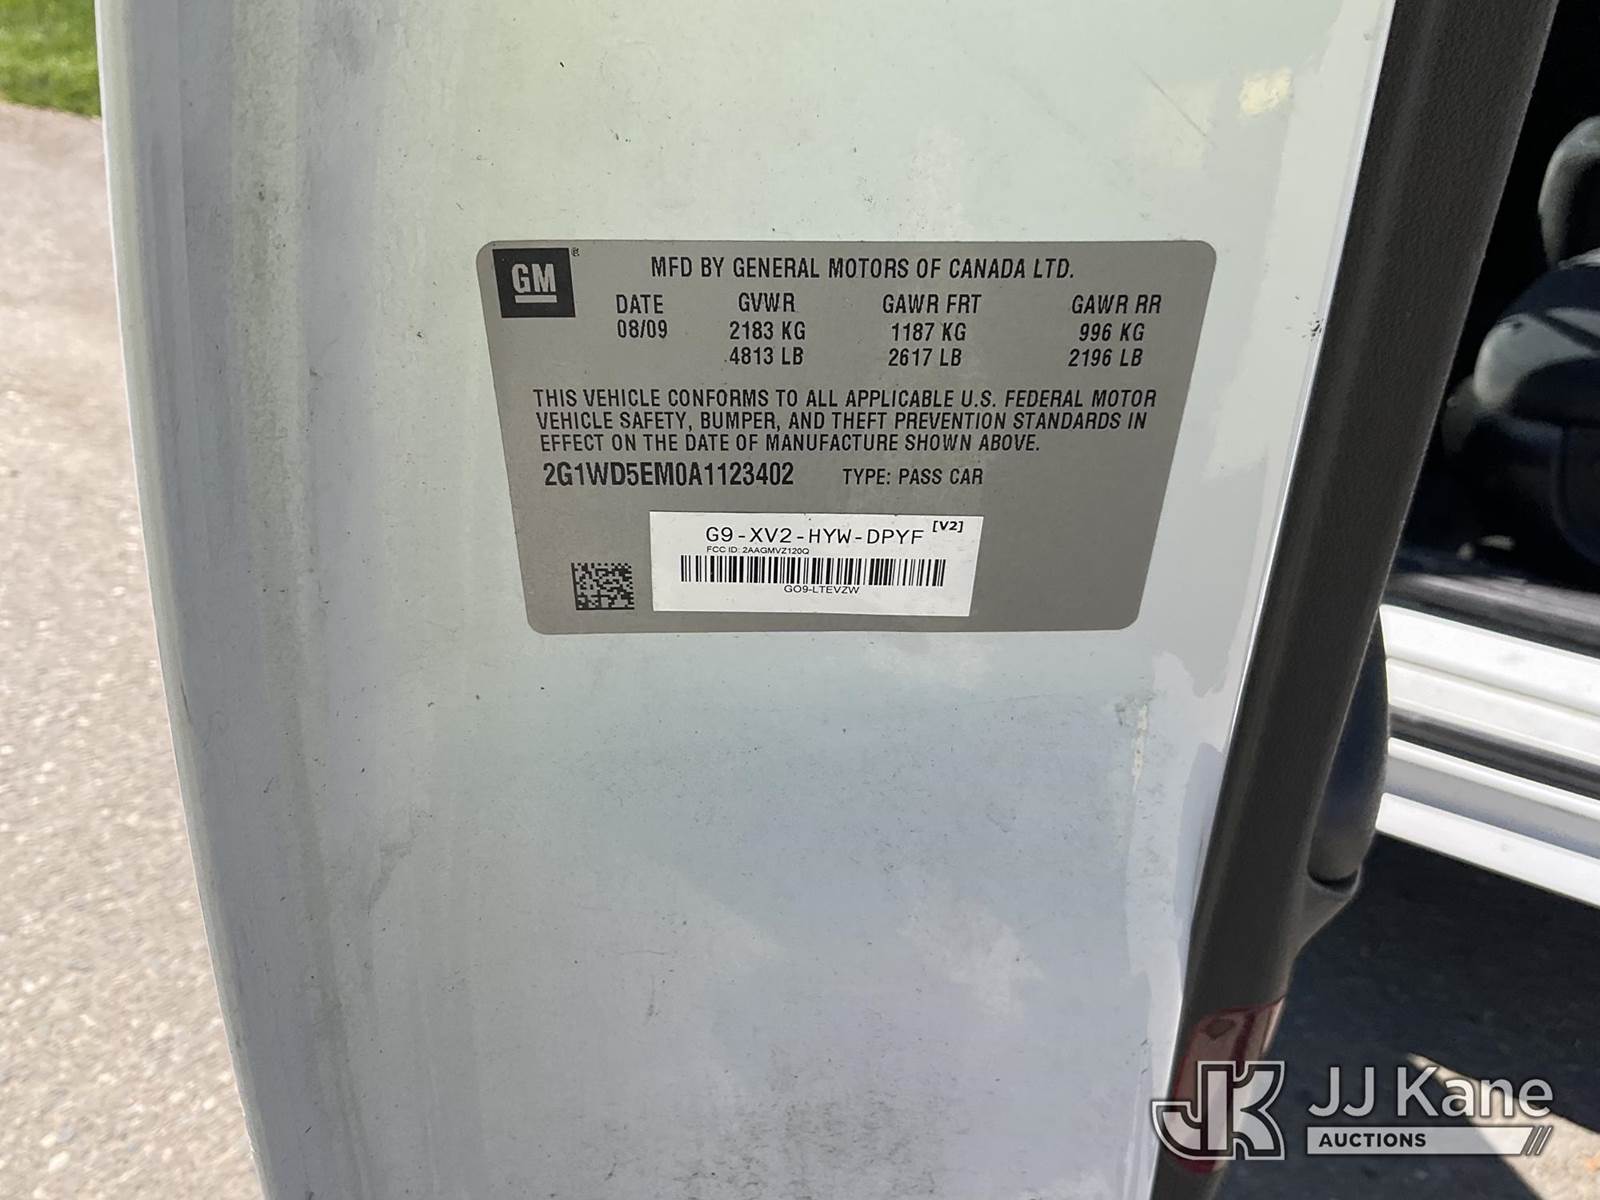 GM®
MFD BY GENERAL MOTORS OF CANADA LTD.
DATE GVWR GAWR FRT GAWR RR
08/09 2183 KG 1187 KG 996 KG
4813 LB 2617 LB 2196 LB
THIS VEHICLE CONFORMS TO ALL APPLICABLE U.S. FEDERAL MOTOR
VEHICLE SAFETY, BUMPER, AND THEFT PREVENTION STANDARDS IN
EFFECT ON THE DATE OF MANUFACTURE SHOWN ABOVE.
2G1WD5EM0A1123402 TYPE: PASS CAR
G9-XV2-HYW-DPYF [V2]
FCC ID: 2AAGMVZ120Q
GO9-LTEVZW
JK JJ Kane
AUCTIONS